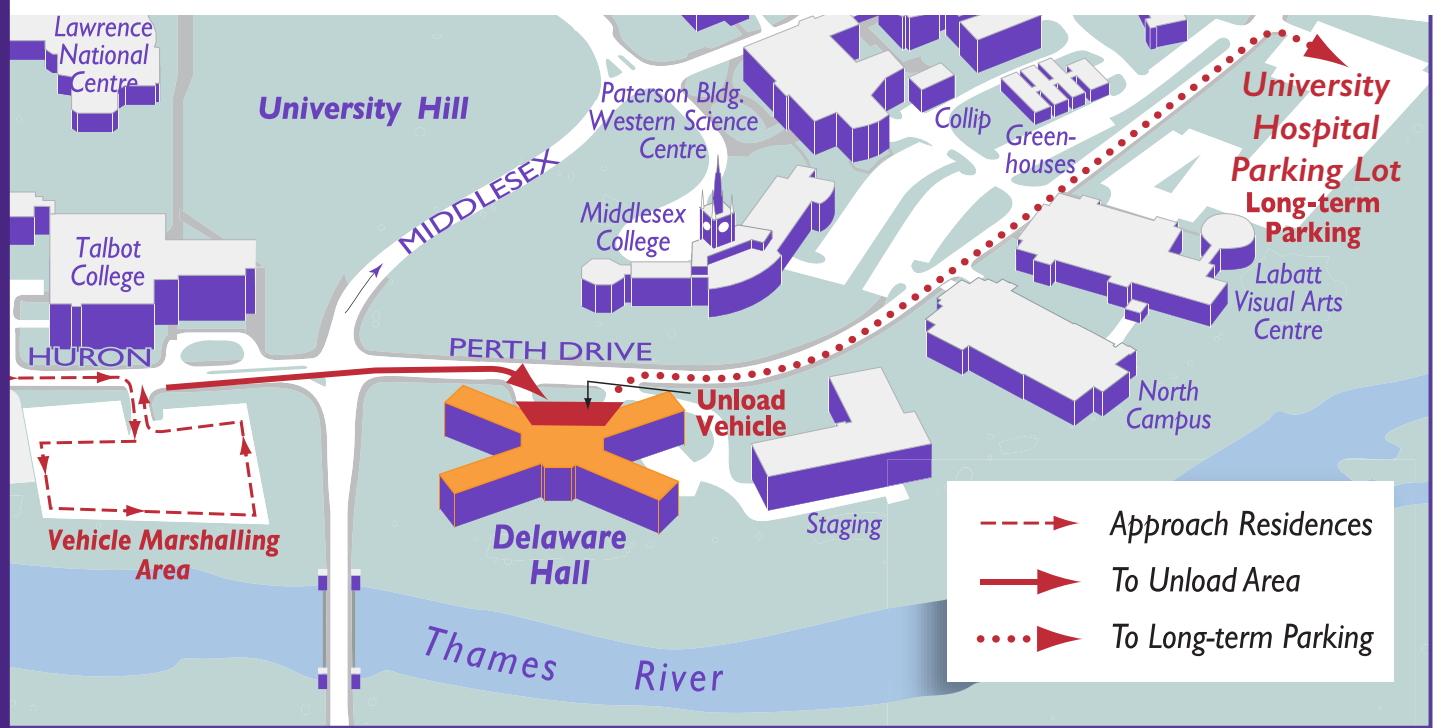 Lawrence
National
Centre
University Hill
MIDDLESEX
Paterson Bldg.
Western Science
Centre
Collip
Green-
houses
University
Hospital
Parking Lot
Long-term
Parking
Talbot
College
Middlesex
College
Labatt
Visual Arts
Centre
HURON
PERTH DRIVE
Unload
Vehicle
North
Campus
Staging
Vehicle Marshalling
Area
Delaware
Hall
Thames River
Approach Residences
To Unload Area
To Long-term Parking